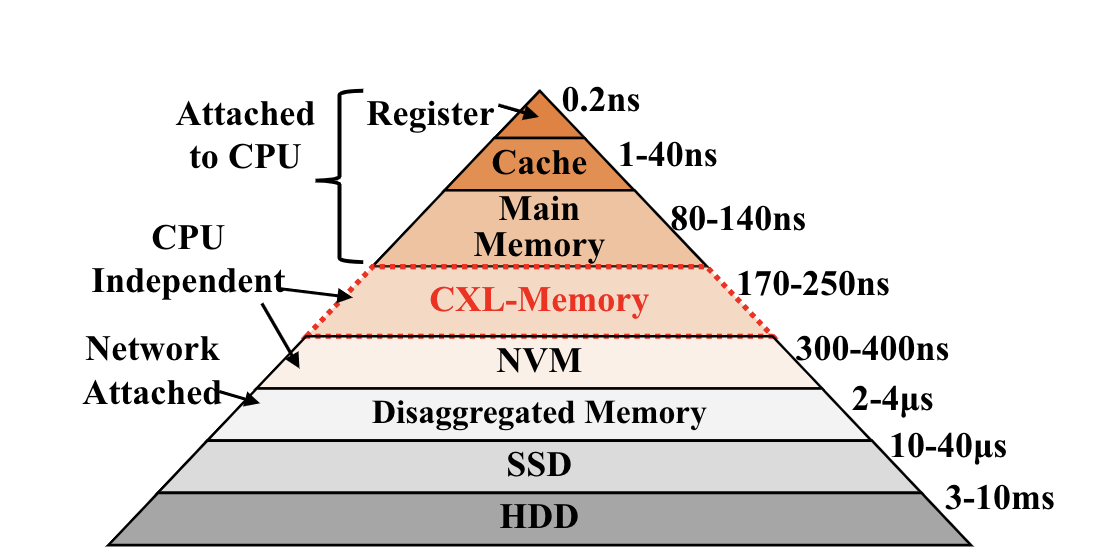 Attached
to CPU
Register
0.2ns
Cache
1-40ns
Main
Memory
80-140ns
CPU
Independent
CXL-Memory
170-250ns
Network
Attached
NVM
300-400ns
Disaggregated Memory
2-4μs
SSD
10-40μs
HDD
3-10ms